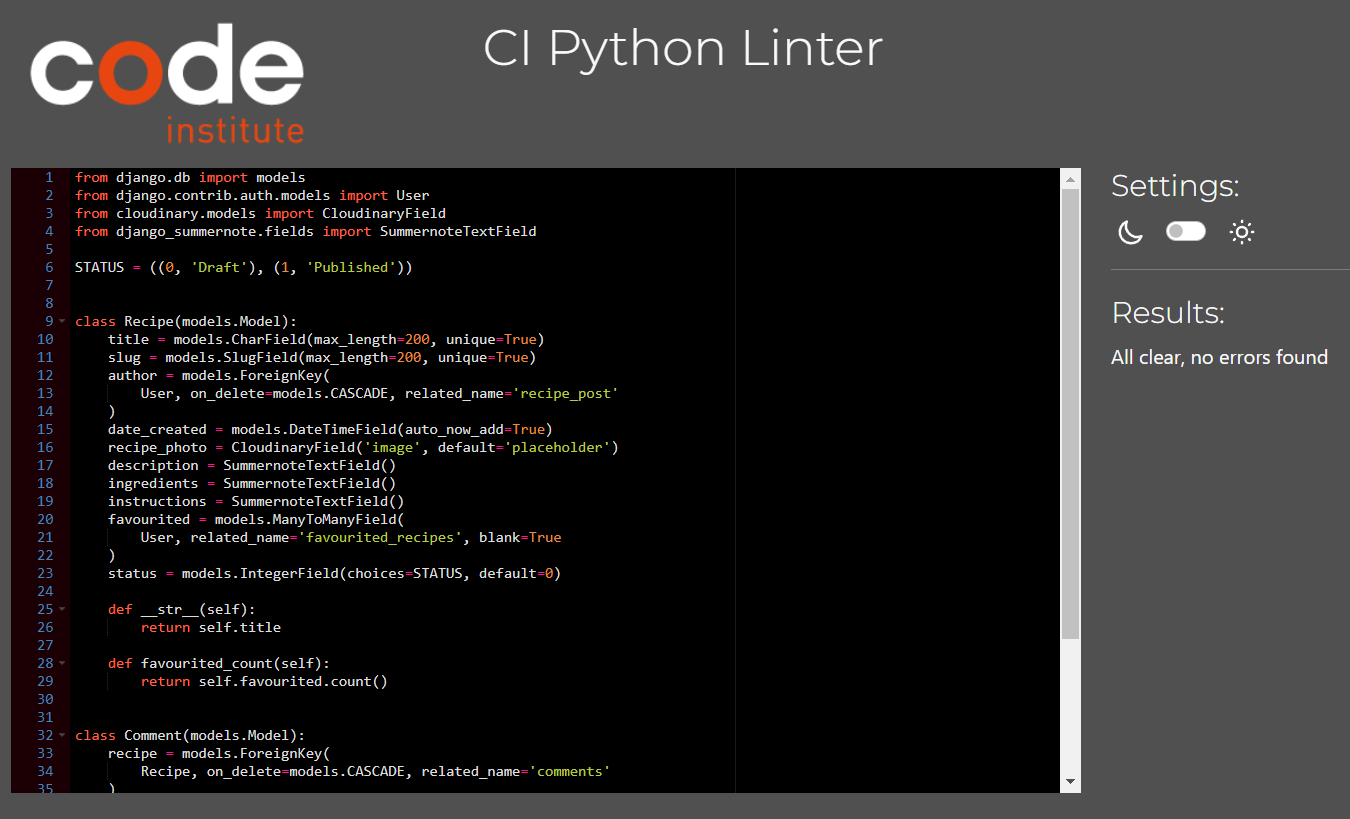 code
institute
CI Python Linter
1 from django.db import models
2 from django.contrib.auth.models import User
3 from cloudinary.models import CloudinaryField
4 from django_summernote.fields import SummernoteTextField
5
6 STATUS = ((0, 'Draft'), (1, 'Published'))
7
8
9 class Recipe(models.Model):
10     title = models.CharField(max_length=200, unique=True)
11     slug = models.SlugField(max_length=200, unique=True)
12     author = models.ForeignKey(
13         User, on_delete=models.CASCADE, related_name='recipe_post'
14     )
15     date_created = models.DateTimeField(auto_now_add=True)
16     recipe_photo = CloudinaryField('image', default='placeholder')
17     description = SummernoteTextField()
18     ingredients = SummernoteTextField()
19     instructions = SummernoteTextField()
20     favourited = models.ManyToManyField(
21         User, related_name='favourited_recipes', blank=True
22     )
23     status = models.IntegerField(choices=STATUS, default=0)
24
25     def __str__(self):
26         return self.title
27
28     def favourited_count(self):
29         return self.favourited.count()
30
31
32 class Comment(models.Model):
33     recipe = models.ForeignKey(
34         Recipe, on_delete=models.CASCADE, related_name='comments'
35     )
Settings:
Results:
All clear, no errors found